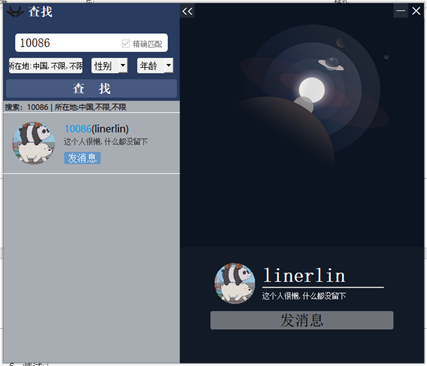 查找
10086
精确匹配
所在地:中国,不限,不限
性别
年龄
查 找
搜索：10086 | 所在地:中国,不限,不限
10086(linerlin)
这个人很懒, 什么都没留下
发消息
linerlin
这个人很懒, 什么都没留下
发消息